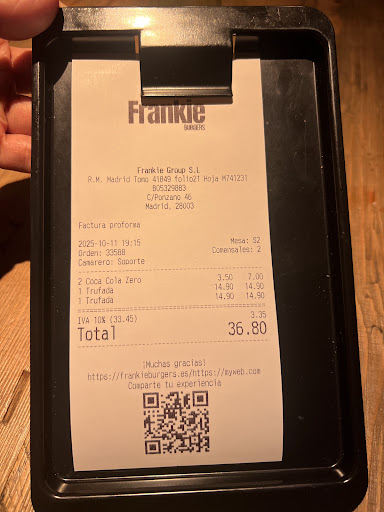 Frankie
BURGERS
Frankie Group S.L
R.M. Madrid Tomo 41849 folio21 Hoja M741231
B05329883
C/Ponzano 46
Madrid, 28003
Factura proforma
2025-10-11 19:15 Mesa: 52
Orden: 33588 Comensales: 2
Camarero: Soporte
2 Coca Cola Zero 3.50 7.00
1 Trufada 14.90 14.90
1 Trufada 14.90 14.90
IVA 10% (33.45) 3.35
Total 36.80
¡Muchas gracias!
https://frankieburgers.es/https://myweb.com
Comparte tu experiencia